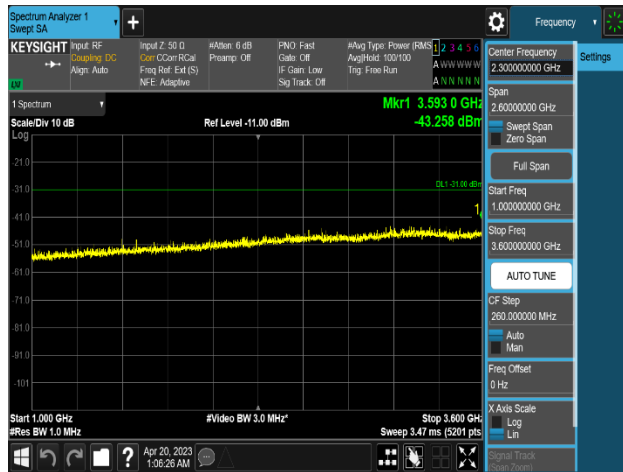 Spectrum Analyzer 1
Swept SA
Frequency
KEYSIGHT
Input: RF
Coupling: DC
Align: Auto
Input Z: 50 Ω
Corr CCorr RCal
Freq Ref: Ext (S)
NFE: Adaptive
#Atten: 6 dB
Preamp: Off
PNO: Fast
Gate: Off
IF Gain: Low
Sig Track: Off
#Avg Type: Power (RMS
Avg|Hold: 100/100
Trig: Free Run
1 2 3 4 5 6
A W W W W W
A N N N N N
1 Spectrum
Mkr1 3.593 0 GHz
-43.258 dBm
Scale/Div 10 dB
Ref Level -11.00 dBm
Log
-21.0
-31.0
DL1 -31.00 dBm
1
-41.0
-51.0
-61.0
-71.0
-81.0
-91.0
-101
Start 1.000 GHz
#Video BW 3.0 MHz*
Stop 3.600 GHz
#Res BW 1.0 MHz
Sweep 3.47 ms (5201 pts)
?
Apr 20, 2023
1:06:26 AM
Center Frequency
2.300000000 GHz
Settings
Span
2.60000000 GHz
Swept Span
Zero Span
Full Span
Start Freq
1.000000000 GHz
Stop Freq
3.600000000 GHz
AUTO TUNE
CF Step
260.000000 MHz
Auto
Man
Freq Offset
0 Hz
X Axis Scale
Log
Lin
Signal Track
(Span Zoom)